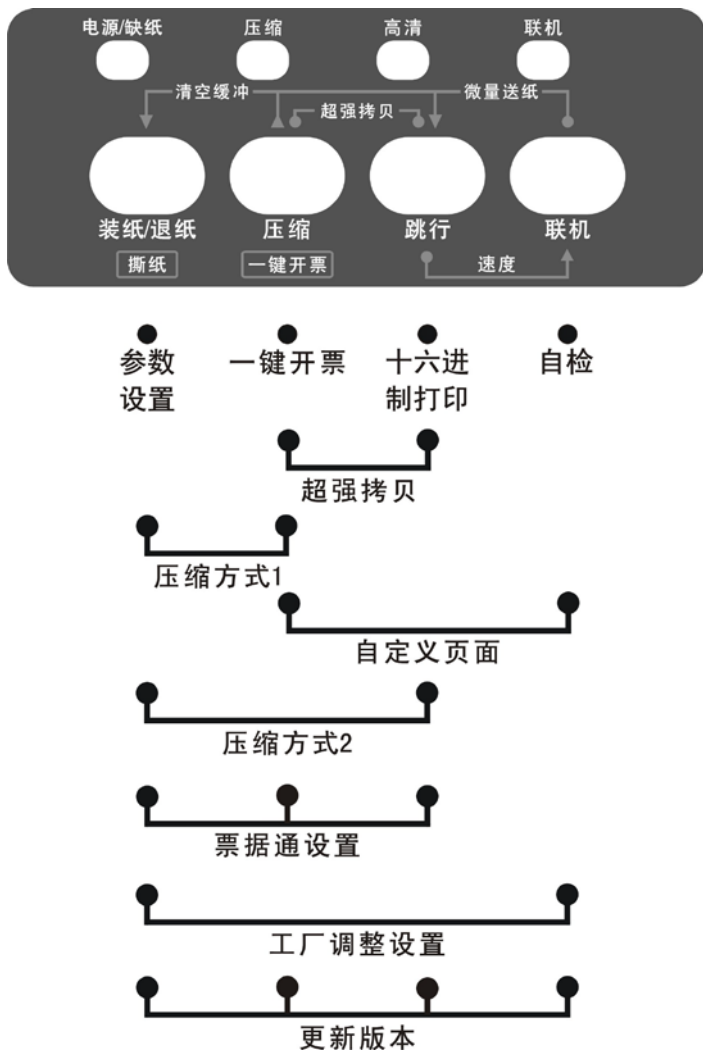 电源/缺纸 压缩 高清 联机
清空缓冲 微量送纸
超强拷贝
装纸/退纸 压缩 跳行 联机
撕纸 一键开票 速度
参数 一键开票 十六进 自检
设置 制打印
超强拷贝
压缩方式1
自定义页面
压缩方式2
票据通设置
工厂调整设置
更新版本